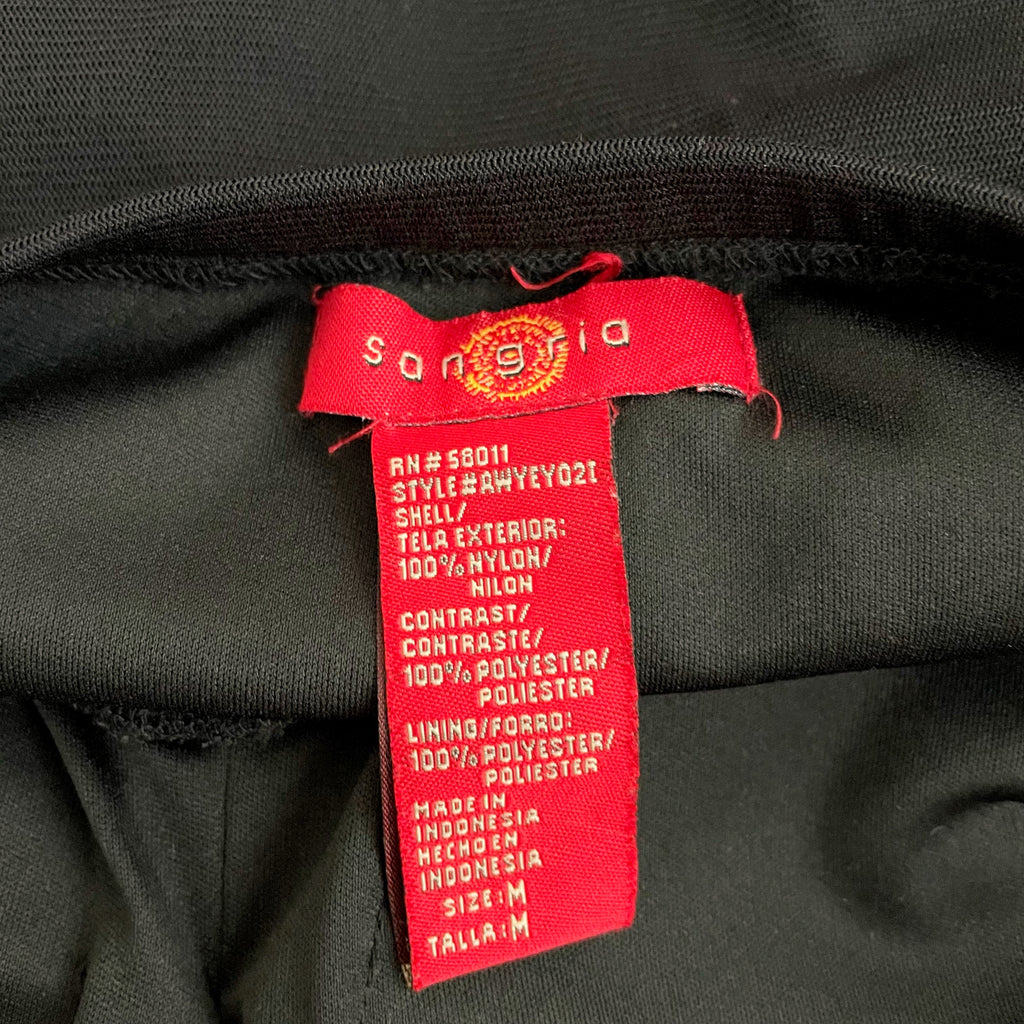 sangria
RN#58011
STYLE#AWYEY02I
SHELL/
TELA EXTERIOR:
100% NYLON/
NILON
CONTRAST/
CONTRASTE/
100% POLYESTER/
POLIESTER
LINING/FORRO:
100% POLYESTER/
POLIESTER
MADE IN
INDONESIA
HECHO EN
INDONESIA
SIZE:M
TALLA:M